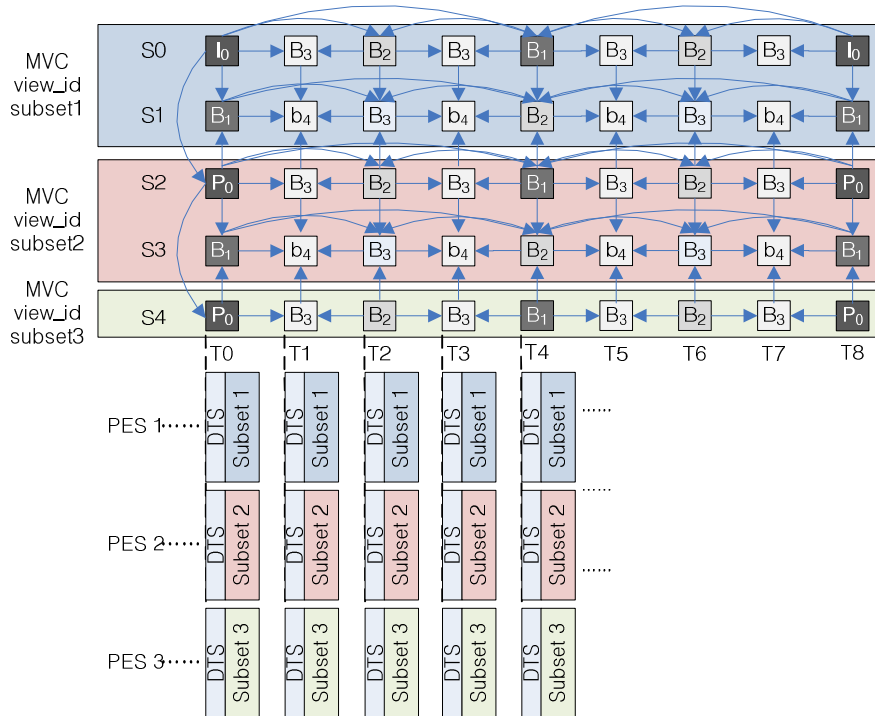 MVC
view_id
subset1
S0 I0 B3 B2 B3 B1 B3 B2 B3 I0
S1 B1 b4 B3 b4 B2 b4 B3 b4 B1
MVC
view_id
subset2
S2 P0 B3 B2 B3 B1 B3 B2 B3 P0
S3 B1 b4 B3 b4 B2 b4 B3 b4 B1
MVC
view_id
subset3
S4 P0 B3 B2 B3 B1 B3 B2 B3 P0
T0 T1 T2 T3 T4 T5 T6 T7 T8
PES 1 ······ DTS Subset 1 DTS Subset 1 DTS Subset 1 DTS Subset 1 DTS Subset 1 ······
······
PES 2 ······ DTS Subset 2 DTS Subset 2 DTS Subset 2 DTS Subset 2 DTS Subset 2
······
PES 3 ······ DTS Subset 3 DTS Subset 3 DTS Subset 3 DTS Subset 3 DTS Subset 3